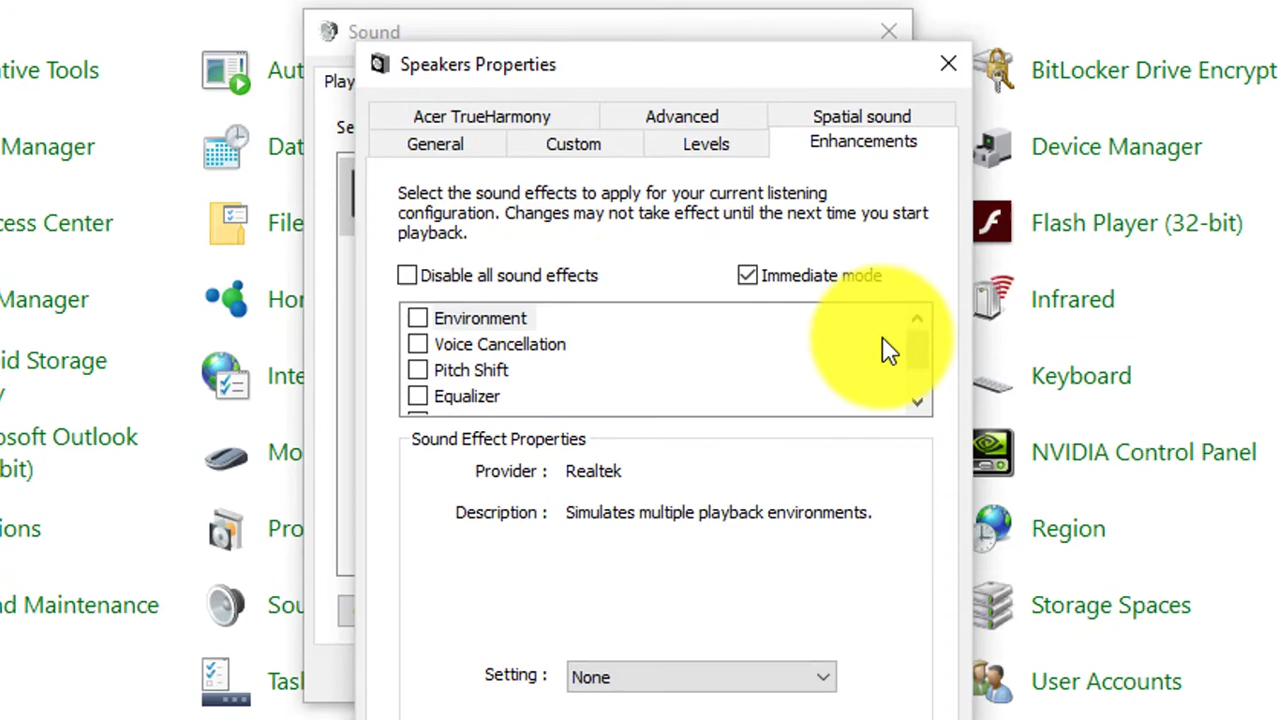 Sound
Speakers Properties
Acer TrueHarmony
Advanced
Spatial sound
General
Custom
Levels
Enhancements
Select the sound effects to apply for your current listening
configuration. Changes may not take effect until the next time you start
playback.
Disable all sound effects
Immediate mode
Environment
Voice Cancellation
Pitch Shift
Equalizer
Sound Effect Properties
Provider : Realtek
Description : Simulates multiple playback environments.
Setting : None
Play
Se
ative Tools
Manager
cess Center
Manager
id Storage
osoft Outlook
bit)
ions
nd Maintenance
Aut
Dat
File
Hor
Inte
Mo
Pro
Sou
Tas
BitLocker Drive Encrypt
Device Manager
Flash Player (32-bit)
Infrared
Keyboard
NVIDIA Control Panel
Region
Storage Spaces
User Accounts